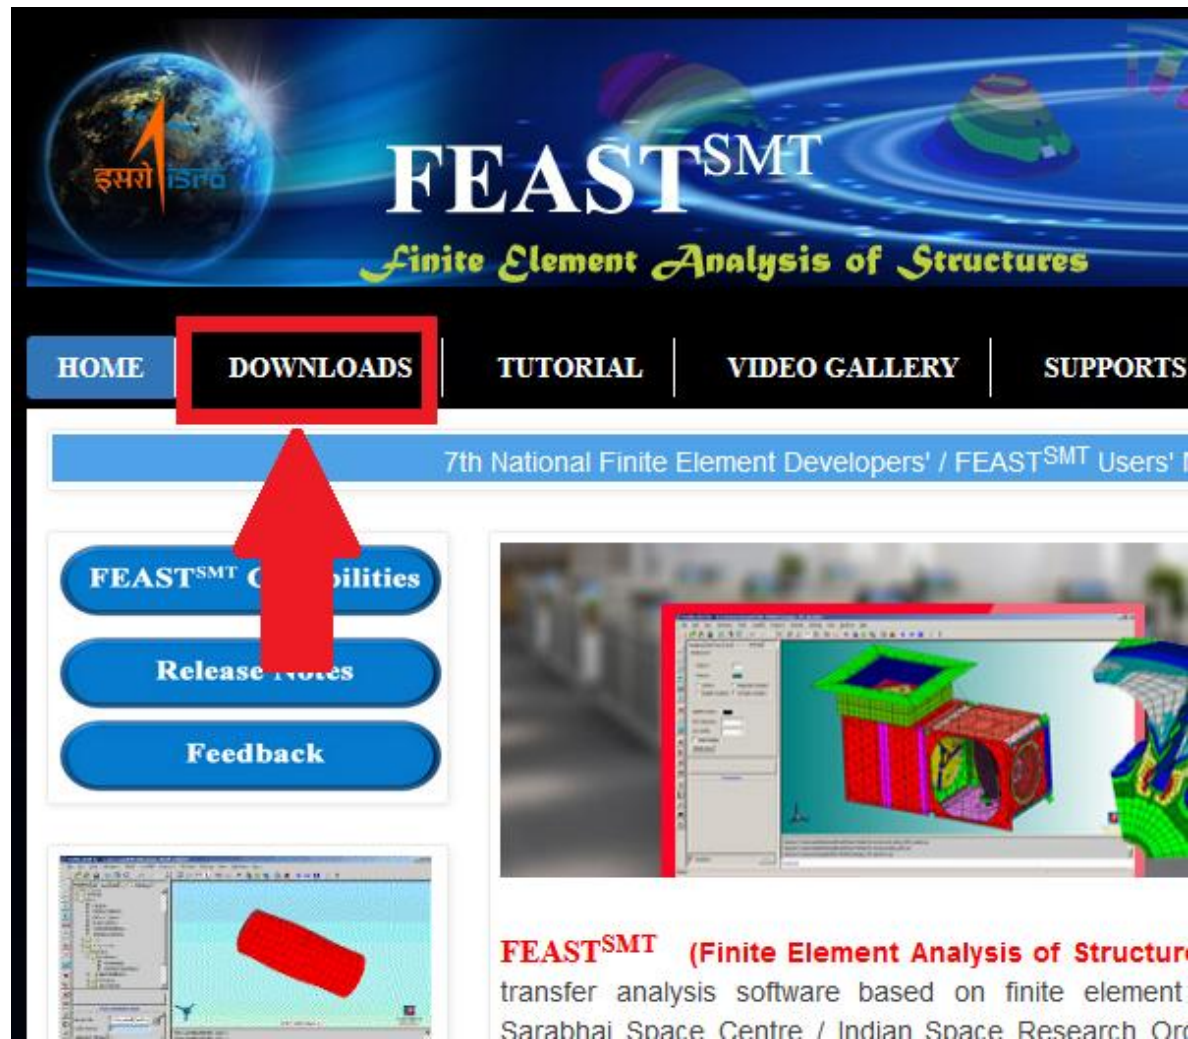 इसरो isro
FEASTSMT
Finite Element Analysis of Structures
HOME DOWNLOADS TUTORIAL VIDEO GALLERY SUPPORTS
7th National Finite Element Developers' / FEASTSMT Users'
FEASTSMT
Release Notes
Feedback
FEASTSMT (Finite Element Analysis of Structure
transfer analysis software based on finite element
Sarabhai Space Centre / Indian Space Research